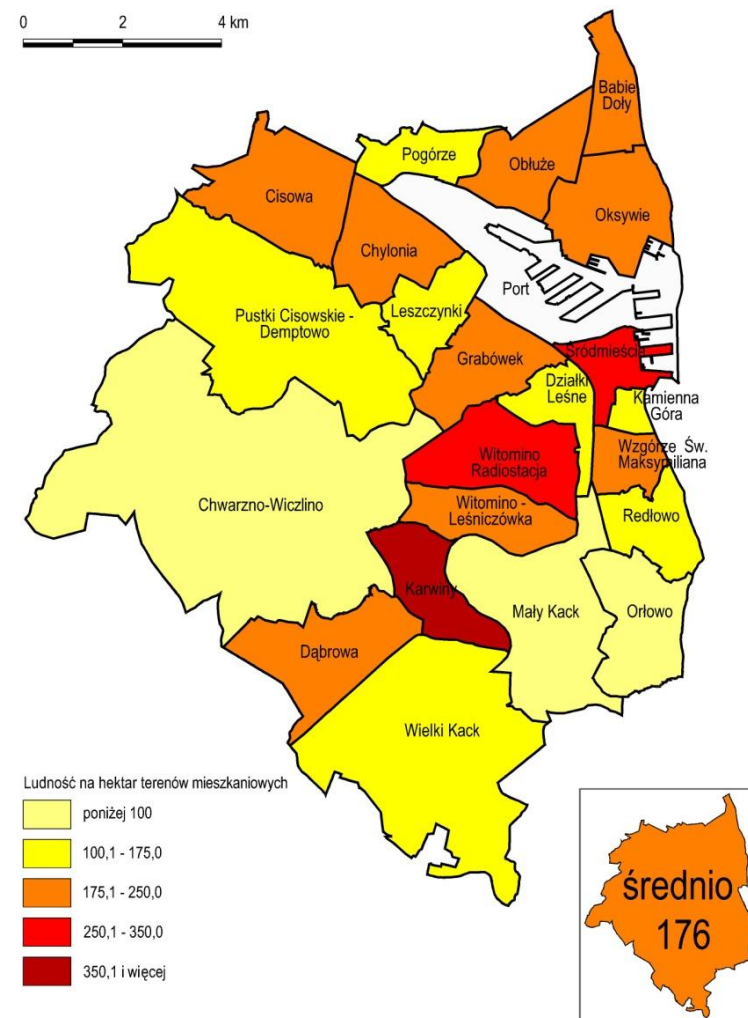 0 2 4 km
Babie
Doły
Pogórze
Obłuże
Cisowa
Oksywie
Chylonia
Port
Leszczynki
Pustki Cisowskie -
Demptowo
Śródmieście
Grabówek
Działki
Leśne
Kamienna
Góra
Wzgórze Św.
Maksymiliana
Witomino
Radiostacja
Chwarzno-Wiczlino
Witomino -
Leśniczówka
Redłowo
Karwiny
Mały Kack
Orłowo
Dąbrowa
Wielki Kack
Ludność na hektar terenów mieszkaniowych
poniżej 100
100,1 - 175,0
175,1 - 250,0
250,1 - 350,0
350,1 i więcej
średnio
176